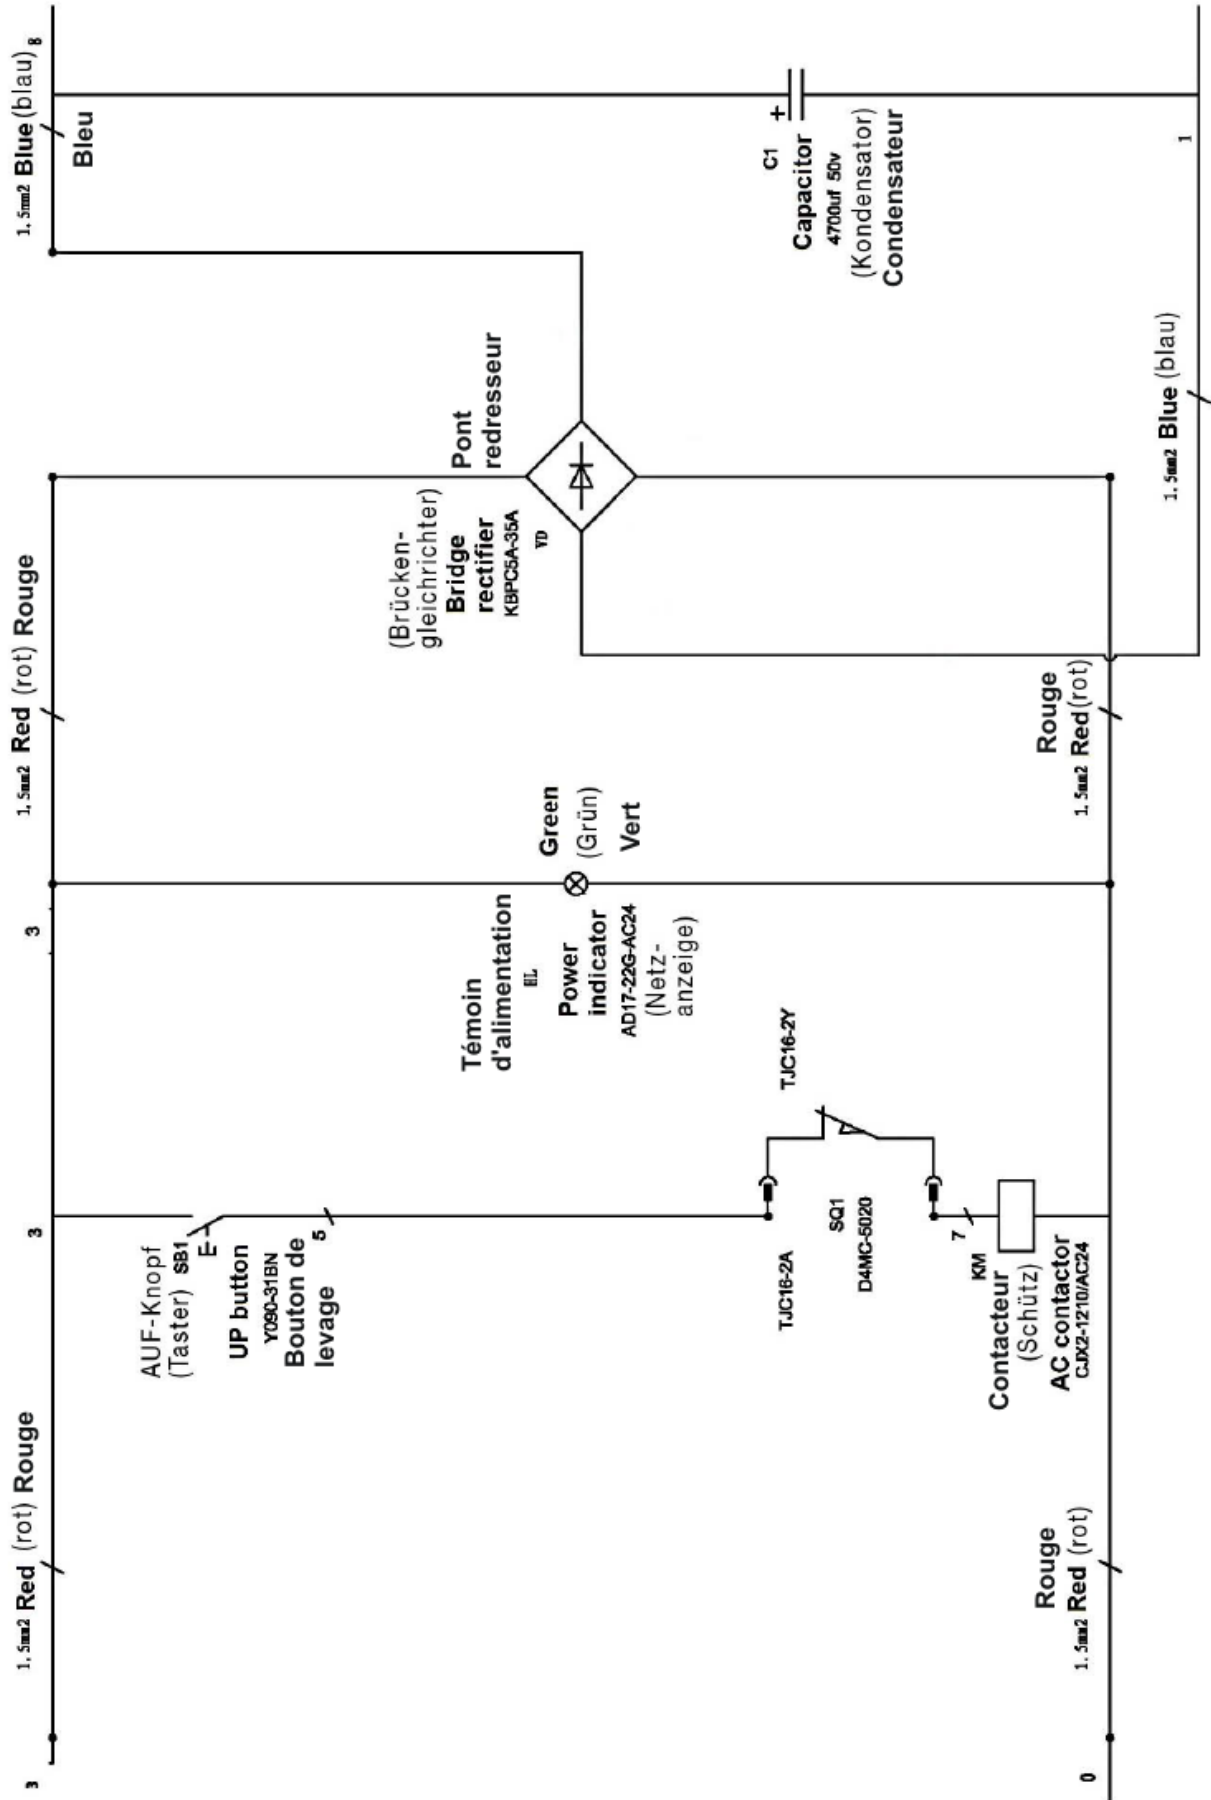 1.5mm2 Red (rot) Rouge
1.5mm2 Red (rot) Rouge
1.5mm2 Blue (blau)
8
Bleu
3
3
3
AUF-Knopf
(Taster) SB1
E
UP button
Y090-31BN
Bouton de
levage
5
TJC16-2A
SQ1
D4MC-5020
TJC16-2Y
7
KM
Contacteur
(Schütz)
AC contactor
CJX2-1210/AC24
Témoin
d'alimentation
HL
Power
indicator
AD17-22G-AC24
(Netz-
anzeige)
Green
(Grün)
Vert
(Brücken-
gleichrichter)
Bridge
rectifier
KBPC5A-35A
VD
Pont
redresseur
+
C1
Capacitor
4700uf 50v
(Kondensator)
Condensateur
0
Rouge
1.5mm2 Red (rot)
Rouge
1.5mm2 Red (rot)
1.5mm2 Blue (blau)
1